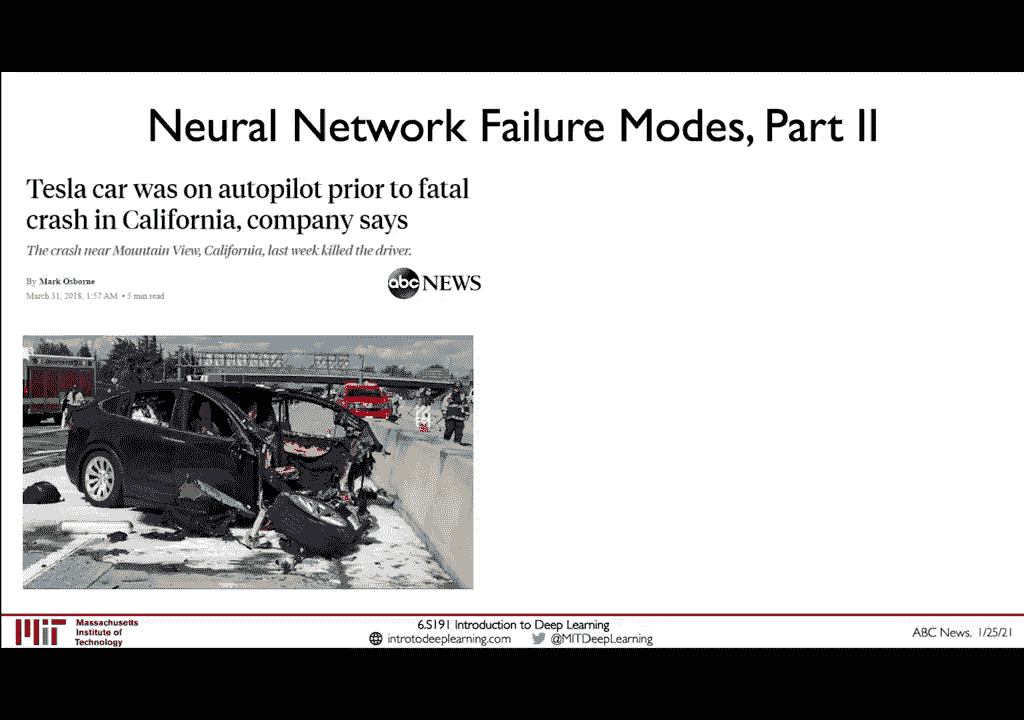 Neural Network Failure Modes, Part II
Tesla car was on autopilot prior to fatal
crash in California, company says
The crash near Mountain View, California, last week killed the driver.
By Mark Osborne
March 31, 2018, 1:57 AM • 5 min read
abc NEWS
MIT
Massachusetts
Institute of
Technology
6.S191 Introduction to Deep Learning
introtodeeplearning.com @MITDeepLearning
ABC News, 1/25/21